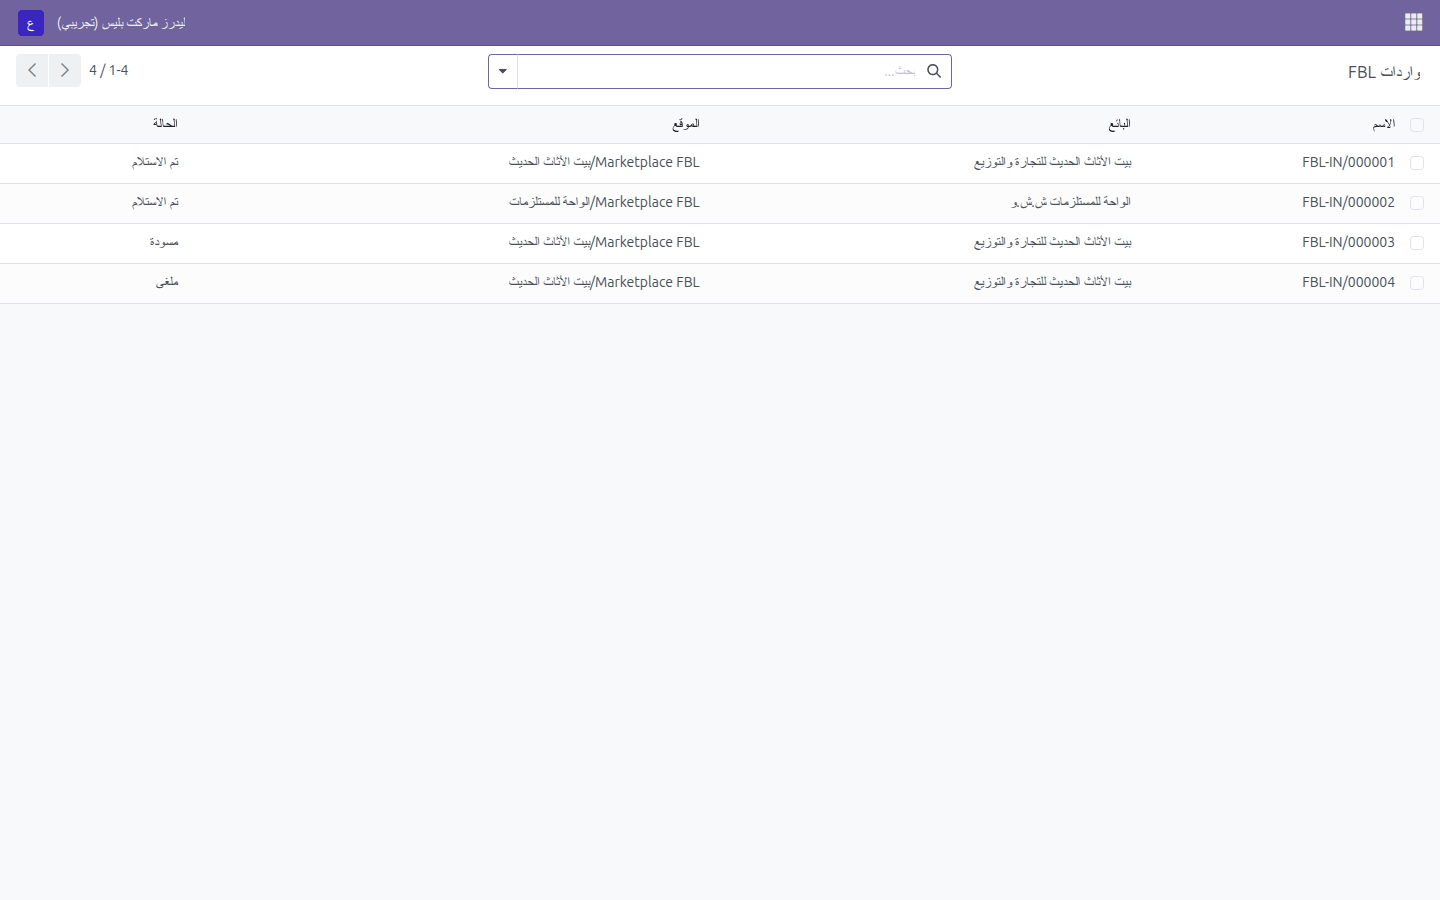 ليدرز ماركت بليس (تجريبي) ع
واردات FBL
بحث...
1-4 / 4
الاسم البائع الموقع الحالة
FBL-IN/000001 بيت الأثاث الحديث للتجارة والتوزيع Marketplace FBL/بيت الأثاث الحديث تم الاستلام
FBL-IN/000002 الواحة للمستلزمات ش.ش.و Marketplace FBL/الواحة للمستلزمات تم الاستلام
FBL-IN/000003 بيت الأثاث الحديث للتجارة والتوزيع Marketplace FBL/بيت الأثاث الحديث مسودة
FBL-IN/000004 بيت الأثاث الحديث للتجارة والتوزيع Marketplace FBL/بيت الأثاث الحديث ملغى